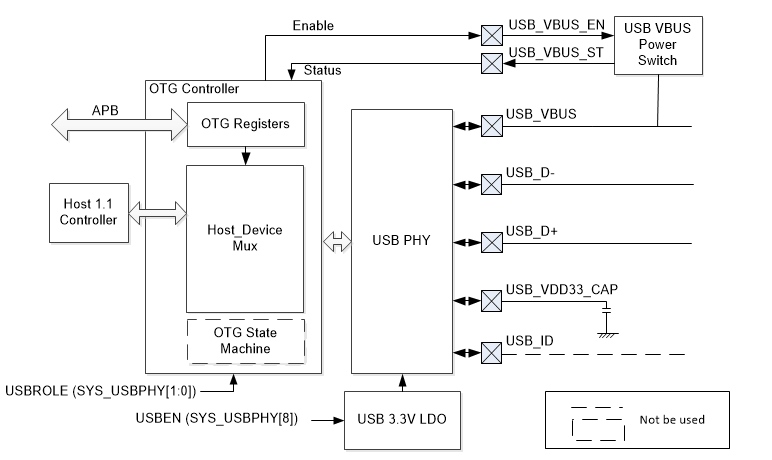 Enable
USB_VBUS_EN
USB VBUS
Power
Switch
USB_VBUS_ST
Status
OTG Controller
APB
OTG Registers
USB_VBUS
Host 1.1
Controller
Host_Device
Mux
USB PHY
USB_D-
USB_D+
USB_VDD33_CAP
OTG State
Machine
USB_ID
USBROLE (SYS_USBPHY[1:0])
USBEN (SYS_USBPHY[8])
USB 3.3V LDO
Not be used